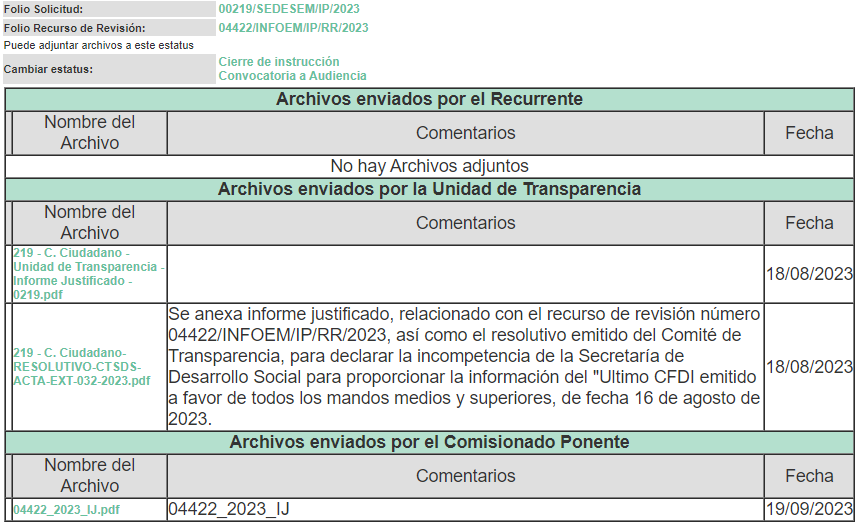 Folio Solicitud: 00219/SEDESEM/IP/2023
Folio Recurso de Revisión: 04422/INFOEM/IP/RR/2023
Puede adjuntar archivos a este estatus
Cambiar estatus: Cierre de instrucción
Convocatoria a Audiencia
Archivos enviados por el Recurrente
Nombre del
Archivo
Comentarios
Fecha
No hay Archivos adjuntos
Archivos enviados por la Unidad de Transparencia
Nombre del
Archivo
Comentarios
Fecha
219 - C. Ciudadano -
Unidad de Transparencia -
Informe Justificado -
0219.pdf
18/08/2023
219 - C. Ciudadano-
RESOLUTIVO-CTSDS-
ACTA-EXT-032-2023.pdf
Se anexa informe justificado, relacionado con el recurso de revisión número
04422/INFOEM/IP/RR/2023, así como el resolutivo emitido del Comité de
Transparencia, para declarar la incompetencia de la Secretaría de
Desarrollo Social para proporcionar la información del "Ultimo CFDI emitido
a favor de todos los mandos medios y superiores, de fecha 16 de agosto de
2023.
18/08/2023
Archivos enviados por el Comisionado Ponente
Nombre del
Archivo
Comentarios
Fecha
04422_2023_IJ.pdf
04422_2023_IJ
19/09/2023